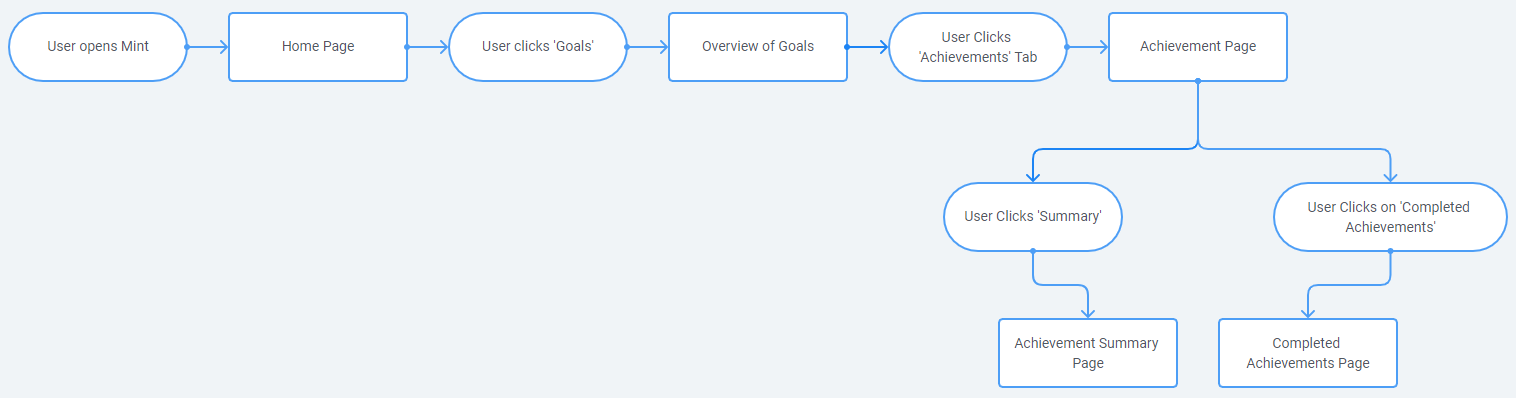 User opens Mint
Home Page
User clicks 'Goals'
Overview of Goals
User Clicks
'Achievements' Tab
Achievement Page
User Clicks 'Summary'
User Clicks on 'Completed
Achievements'
Achievement Summary
Page
Completed
Achievements Page